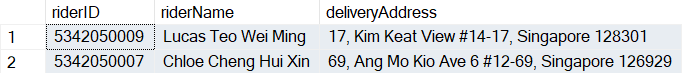 riderID riderName deliveryAddress
1 5342050009 Lucas Teo Wei Ming 17, Kim Keat View #14-17, Singapore 128301
2 5342050007 Chloe Cheng Hui Xin 69, Ang Mo Kio Ave 6 #12-69, Singapore 126929